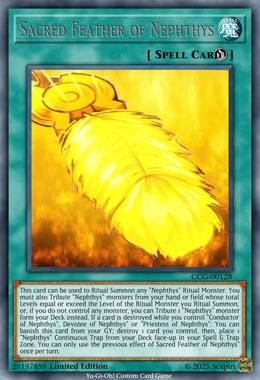 Sacred Feather of Nephthys
[ Spell Card ]
CCG-00128
This card can be used to Ritual Summon any "Nephthys" Ritual Monster. You
must also Tribute "Nephthys" monsters from your hand or field whose total
Levels equal or exceed the Level of the Ritual Monster you Ritual Summon,
or, if you do not control any monster, you can Tribute 1 "Nephthys" monster
form your Deck instead. If a card is destroyed while you control "Conductor
of Nephthys", Devotee of Nephthys" or "Priestess of Nephthys": You can
banish this card from your GY; destroy 1 card you control, then, place 1
"Nephthys" Continuous Trap from your Deck face-up in your Spell & Trap
Zone. You can only use the previous effect of Sacred Feather of Nephthys"
once per turn.
29197859 Limited Edition
© 2025 Scapin
Yu-Gi-Oh! Custom Card Game